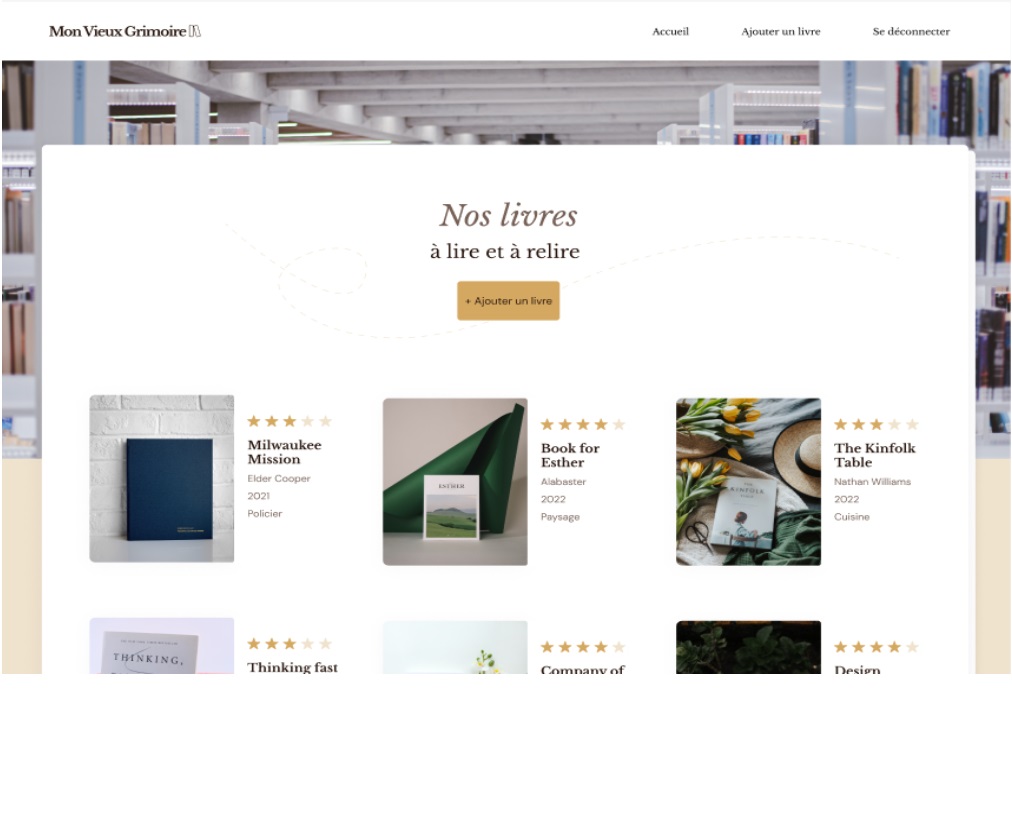 Mon Vieux Grimoire
Accueil
Ajouter un livre
Se déconnecter
Nos livres
à lire et à relire
+ Ajouter un livre
Milwaukee
Mission
Elder Cooper
2021
Policier
ESTHER
Book for
Esther
Alabaster
2022
Paysage
THE
KINFOLK
TABLE
The Kinfolk
Table
Nathan Williams
2022
Cuisine
THINKING,
Thinking fast
Company of
Design